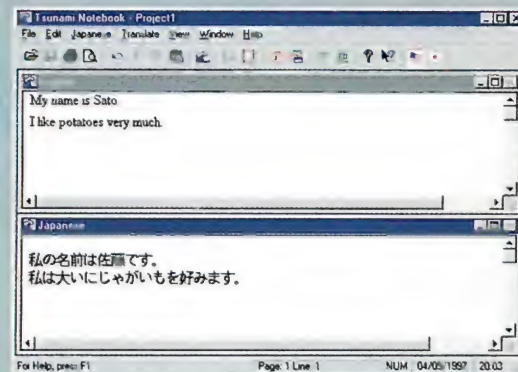 Tsunami Notebook - Project1
File Edit Japanese Translate View Window Help
My name is Sato
I like potatoes very much.
Japanese
私の名前は佐藤です。
私は大いにじゃがいもを好みます。
For Help, press F1 Page: 1 Line: 1 NUM 04/05/1997 20:03